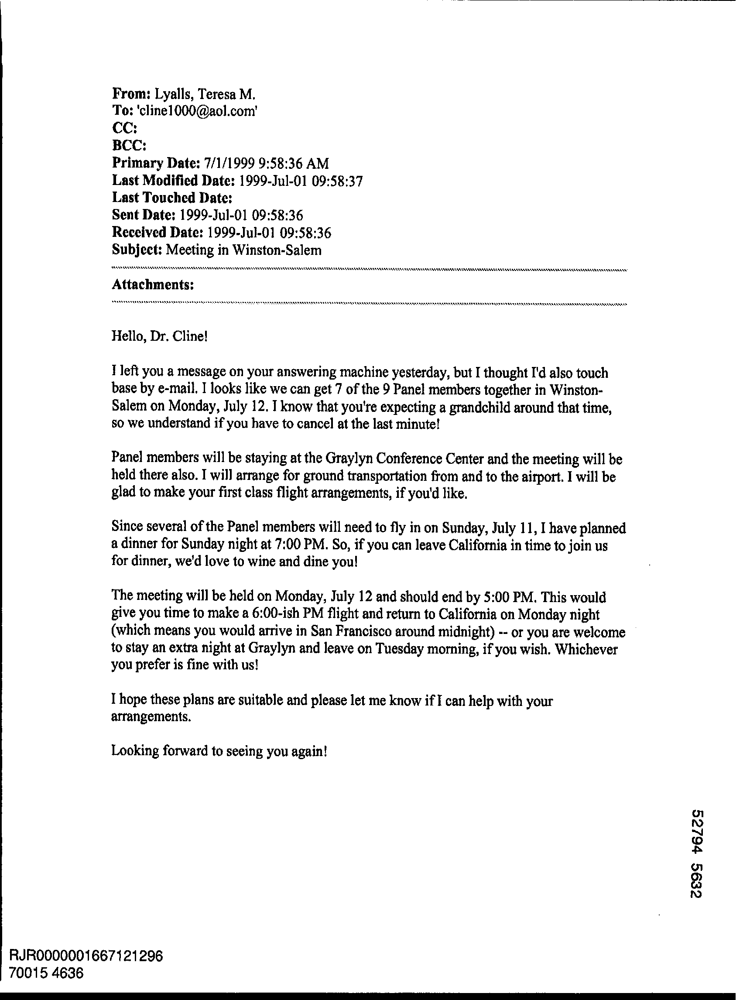 From: Lyalls, Teresa M.
To: 'cline1000@aol.com'
CC:
BCC:
Primary Date: 7/1/1999 9:58:36 AM
Last Modified Date: 1999-Jul-01 09:58:37
Last Touched Date:
Sent Date: 1999-Jul-01 09:58:36
Received Date: 1999-Jul-01 09:58:36
Subject: Meeting in Winston-Salem
Attachments:
Hello, Dr. Cline!
I left you a message on your answering machine yesterday, but I thought I'd also touch
base by e-mail. I looks like we can get 7 of the 9 Panel members together in Winston-
Salem on Monday, July 12. I know that you're expecting a grandchild around that time,
so we understand if you have to cancel at the last minute!
Panel members will be staying at the Graylyn Conference Center and the meeting will be
held there also. I will arrange for ground transportation from and to the airport. I will be
glad to make your first class flight arrangements, if you'd like.
Since several of the Panel members will need to fly in on Sunday, July 11, I have planned
a dinner for Sunday night at 7:00 PM. So, if you can leave California in time to join us
for dinner, we'd love to wine and dine you!
The meeting will be held on Monday, July 12 and should end by 5:00 PM. This would
give you time to make a 6:00-ish PM flight and return to California on Monday night
(which means you would arrive in San Francisco around midnight) -- or you are welcome
to stay an extra night at Graylyn and leave on Tuesday morning, if you wish. Whichever
you prefer is fine with us!
I hope these plans are suitable and please let me know if I can help with your
arrangements.
Looking forward to seeing you again!
52794 5632
RJR0000001667121296
70015 4636